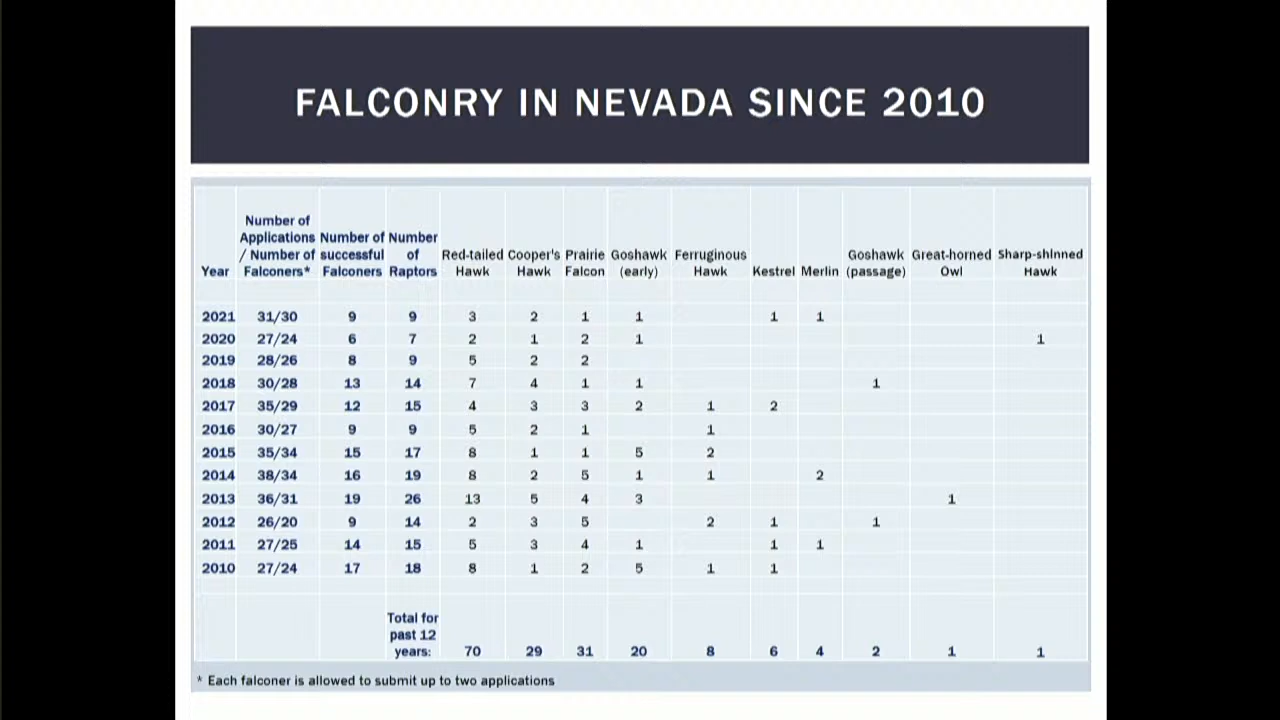 FALCONRY IN NEVADA SINCE 2010
Year Number of Applications / Number of Falconers* Number of successful Falconers Number of Raptors Red-tailed Hawk Cooper's Hawk Prairie Falcon Goshawk (early) Ferruginous Hawk Kestrel Merlin Goshawk (passage) Great-horned Owl Sharp-shinned Hawk
2021 31/30 9 9 3 2 1 1 1 1
2020 27/24 6 7 2 1 2 1 1
2019 28/26 8 9 5 2 2
2018 30/28 13 14 7 4 1 1 1
2017 35/29 12 15 4 3 3 2 1 2
2016 30/27 9 9 5 2 1 1
2015 35/34 15 17 8 1 1 5 2
2014 38/34 16 19 8 2 5 1 1 2
2013 36/31 19 26 13 5 4 3 1
2012 26/20 9 14 2 3 5 2 1 1
2011 27/25 14 15 5 3 4 1 1 1
2010 27/24 17 18 8 1 2 5 1 1
Total for past 12 years: 70 29 31 20 8 6 4 2 1 1
* Each falconer is allowed to submit up to two applications